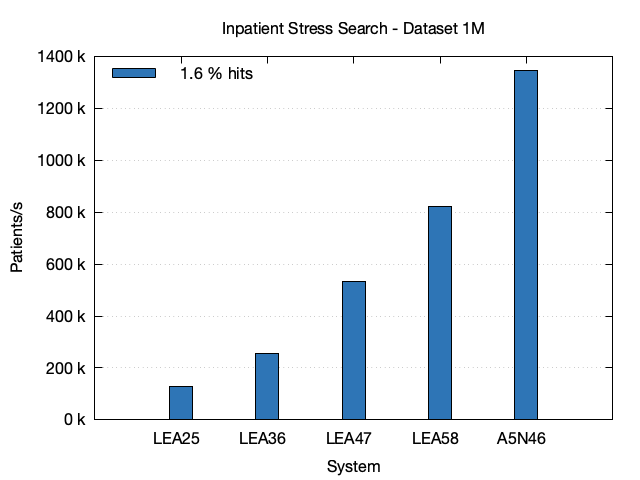 Inpatient Stress Search - Dataset 1M
1400 k
1.6 % hits
1200 k
1000 k
800 k
600 k
400 k
200 k
0 k
Patients/s
LEA25 LEA36 LEA47 LEA58 A5N46
System